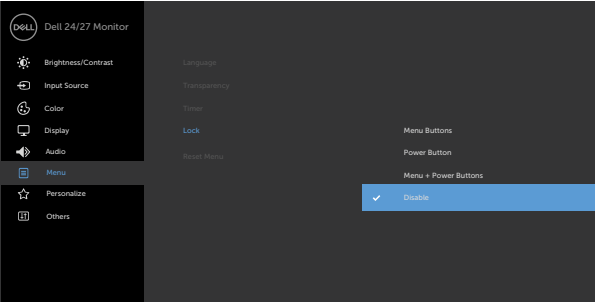 DELL
Dell 24/27 Monitor
Brightness/Contrast
Input Source
Color
Display
Audio
Menu
Personalize
Others
Language
Transparency
Timer
Lock
Reset Menu
Menu Buttons
Power Button
Menu + Power Buttons
Disable